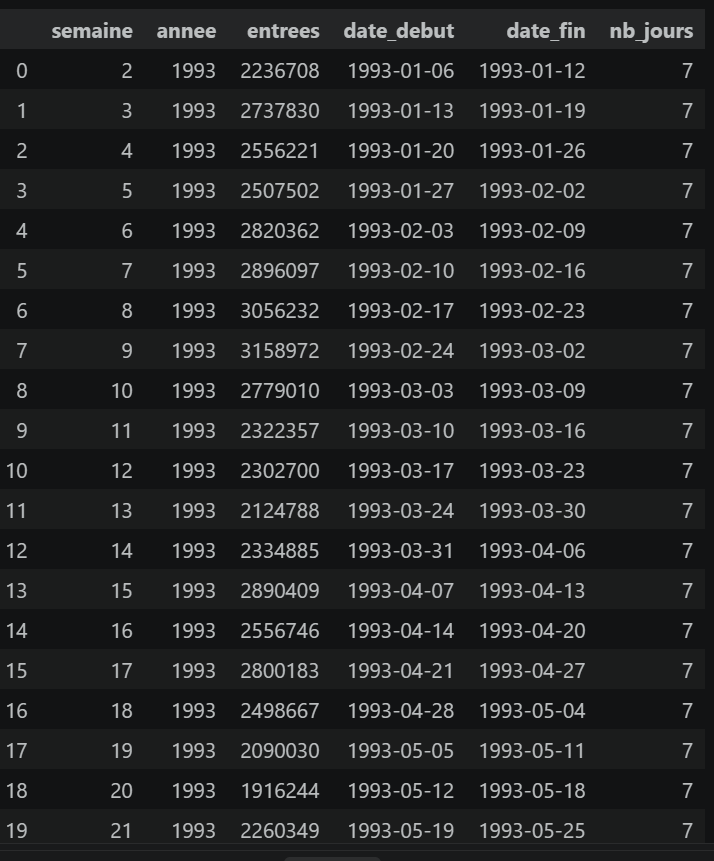 semaine annee entrees date_debut date_fin nb_jours
0 2 1993 2236708 1993-01-06 1993-01-12 7
1 3 1993 2737830 1993-01-13 1993-01-19 7
2 4 1993 2556221 1993-01-20 1993-01-26 7
3 5 1993 2507502 1993-01-27 1993-02-02 7
4 6 1993 2820362 1993-02-03 1993-02-09 7
5 7 1993 2896097 1993-02-10 1993-02-16 7
6 8 1993 3056232 1993-02-17 1993-02-23 7
7 9 1993 3158972 1993-02-24 1993-03-02 7
8 10 1993 2779010 1993-03-03 1993-03-09 7
9 11 1993 2322357 1993-03-10 1993-03-16 7
10 12 1993 2302700 1993-03-17 1993-03-23 7
11 13 1993 2124788 1993-03-24 1993-03-30 7
12 14 1993 2334885 1993-03-31 1993-04-06 7
13 15 1993 2890409 1993-04-07 1993-04-13 7
14 16 1993 2556746 1993-04-14 1993-04-20 7
15 17 1993 2800183 1993-04-21 1993-04-27 7
16 18 1993 2498667 1993-04-28 1993-05-04 7
17 19 1993 2090030 1993-05-05 1993-05-11 7
18 20 1993 1916244 1993-05-12 1993-05-18 7
19 21 1993 2260349 1993-05-19 1993-05-25 7